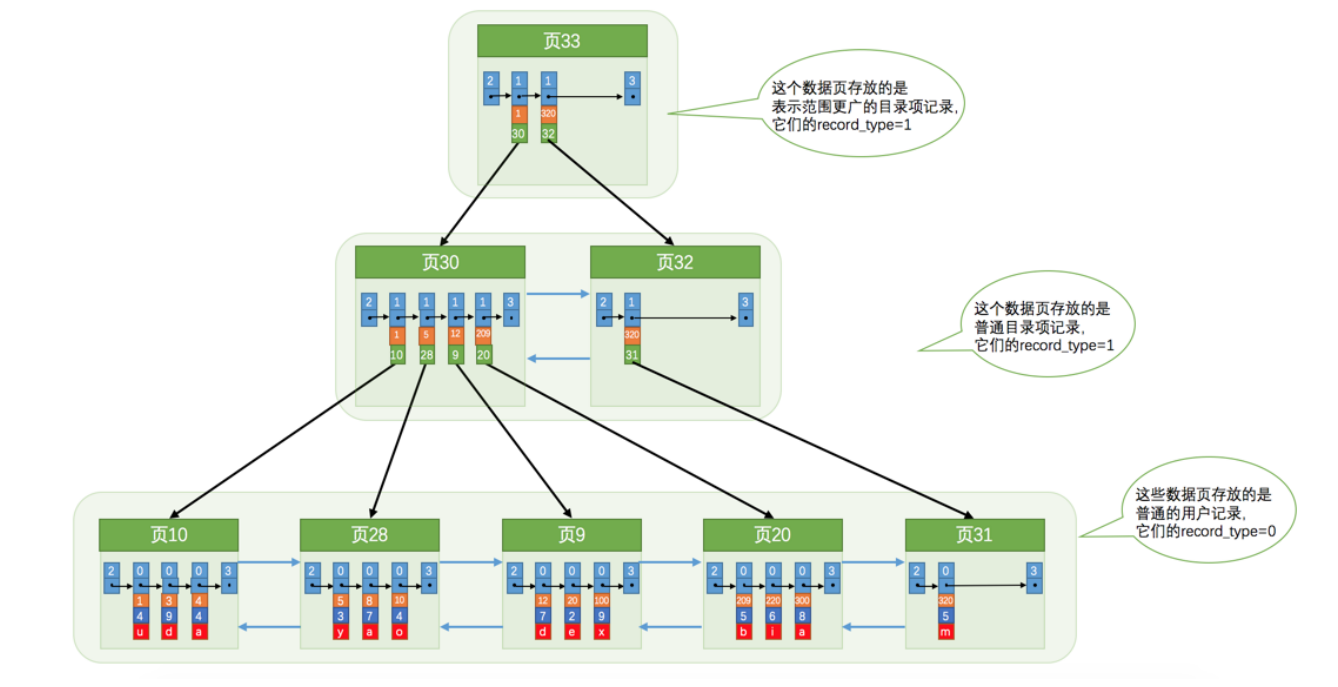 页33
2 1 1 3
1 320
30 32
这个数据页存放的是
表示范围更广的目录项记录,
它们的record_type=1
页30
2 1 1 1 1 3
1 5 12 209
10 28 9 20
页32
2 1 3
320
31
这个数据页存放的是
普通目录项记录,
它们的record_type=1
页10
2 0 0 0 3
1 3 4
4 9 4
u d a
页28
2 0 0 0 3
5 8 10
3 7 4
y a o
页9
2 0 0 0 3
12 20 100
7 2 9
d e x
页20
2 0 0 0 3
209 220 300
5 6 8
b i a
页31
2 0 3
320
5
m
这些数据页存放的是
普通的用户记录,
它们的record_type=0